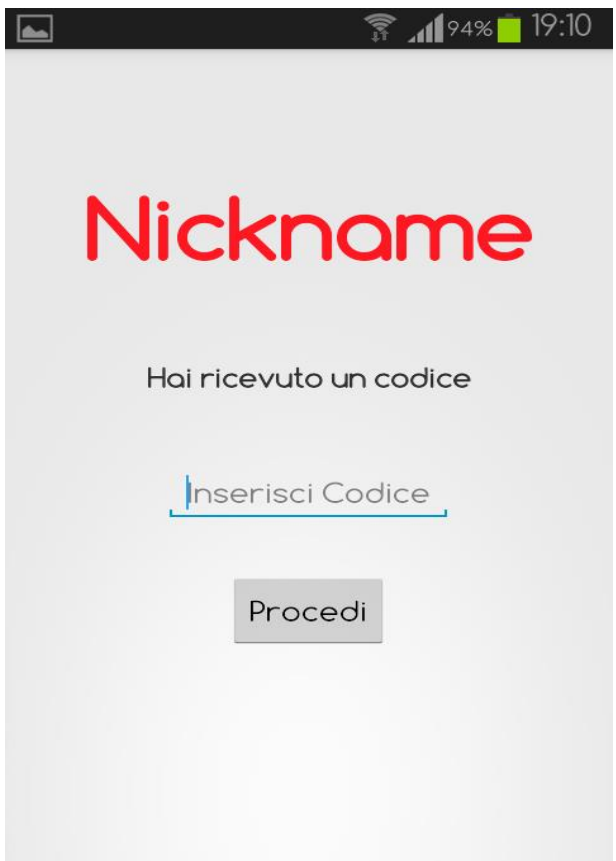 94% 19:10
Nickname
Hai ricevuto un codice
Inserisci Codice
Procedi